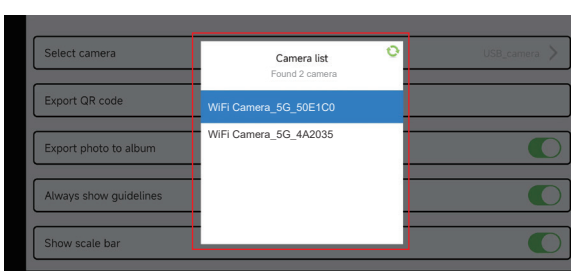 Select camera
USB_camera
Camera list
Found 2 camera
Export QR code
WiFi Camera_5G_50E1C0
WiFi Camera_5G_4A2035
Export photo to album
Always show guidelines
Show scale bar